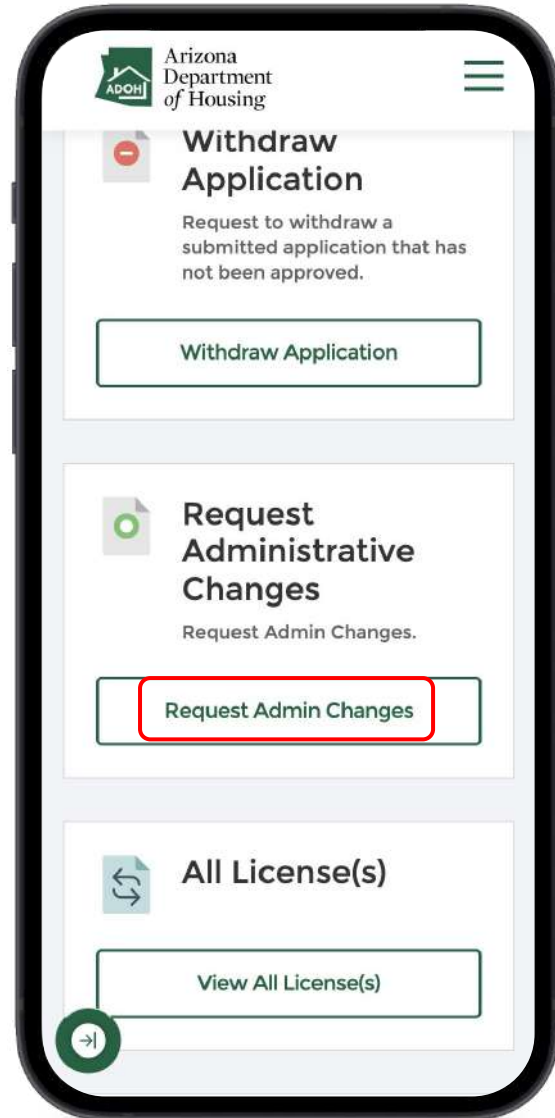 ADOH
Arizona
Department
of Housing
Withdraw
Application
Request to withdraw a
submitted application that has
not been approved.
Withdraw Application
Request
Administrative
Changes
Request Admin Changes.
Request Admin Changes
All License(s)
View All License(s)